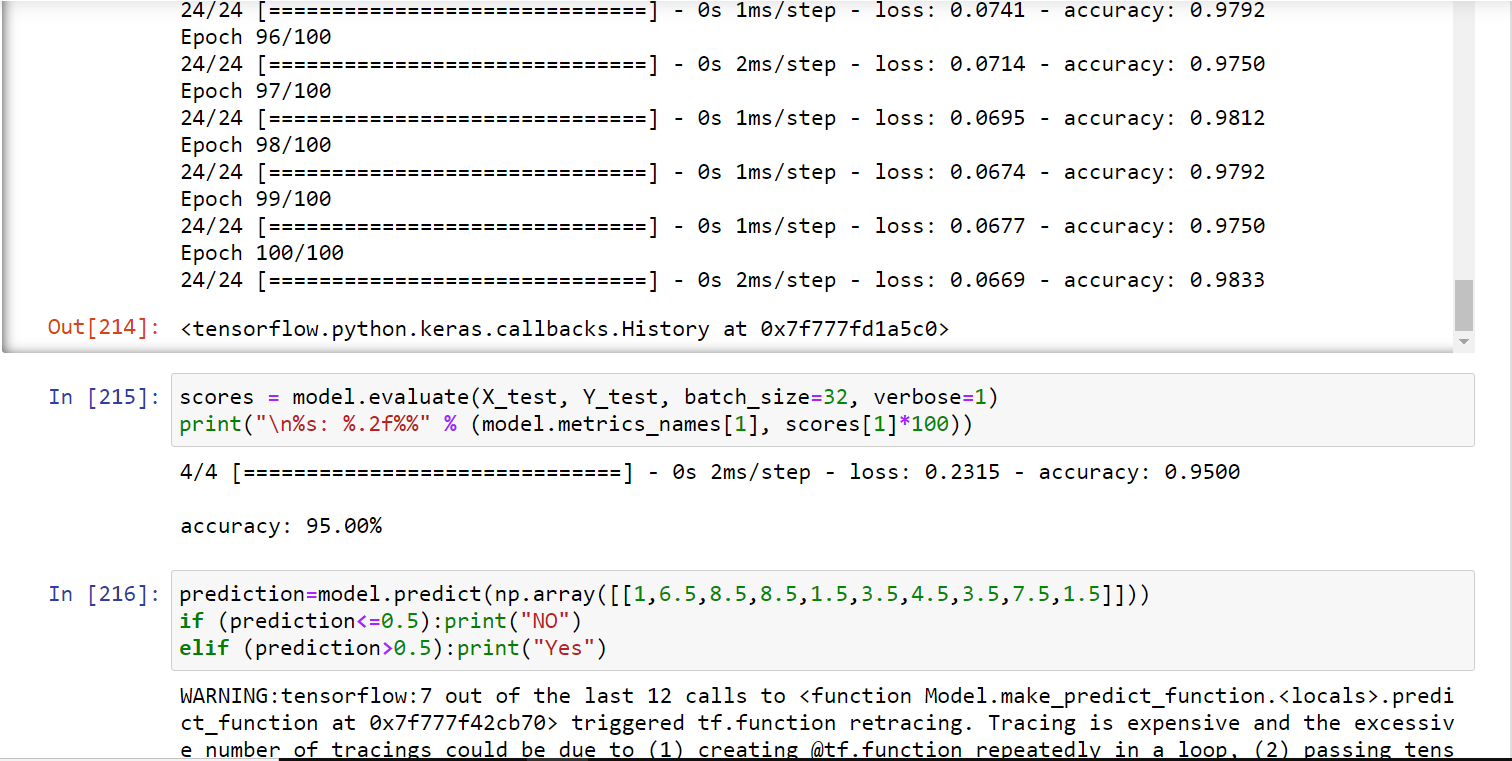 24/24 [==============================] - 0s 1ms/step - loss: 0.0741 - accuracy: 0.9792
Epoch 96/100
24/24 [==============================] - 0s 2ms/step - loss: 0.0714 - accuracy: 0.9750
Epoch 97/100
24/24 [==============================] - 0s 1ms/step - loss: 0.0695 - accuracy: 0.9812
Epoch 98/100
24/24 [==============================] - 0s 1ms/step - loss: 0.0674 - accuracy: 0.9792
Epoch 99/100
24/24 [==============================] - 0s 1ms/step - loss: 0.0677 - accuracy: 0.9750
Epoch 100/100
24/24 [==============================] - 0s 2ms/step - loss: 0.0669 - accuracy: 0.9833
Out[214]: <tensorflow.python.keras.callbacks.History at 0x7f777fd1a5c0>
In [215]: scores = model.evaluate(X_test, Y_test, batch_size=32, verbose=1)
print("\n%s: %.2f%%" % (model.metrics_names[1], scores[1]*100))
4/4 [==============================] - 0s 2ms/step - loss: 0.2315 - accuracy: 0.9500
accuracy: 95.00%
In [216]: prediction=model.predict(np.array([[1,6.5,8.5,8.5,1.5,3.5,4.5,3.5,7.5,1.5]]))
if (prediction<=0.5):print("NO")
elif (prediction>0.5):print("Yes")
WARNING:tensorflow:7 out of the last 12 calls to <function Model.make_predict_function.<locals>.predi
ct_function at 0x7f777f42cb70> triggered tf.function retracing. Tracing is expensive and the excessiv
e number of tracings could be due to (1) creating @tf.function repeatedly in a loop, (2) passing tens